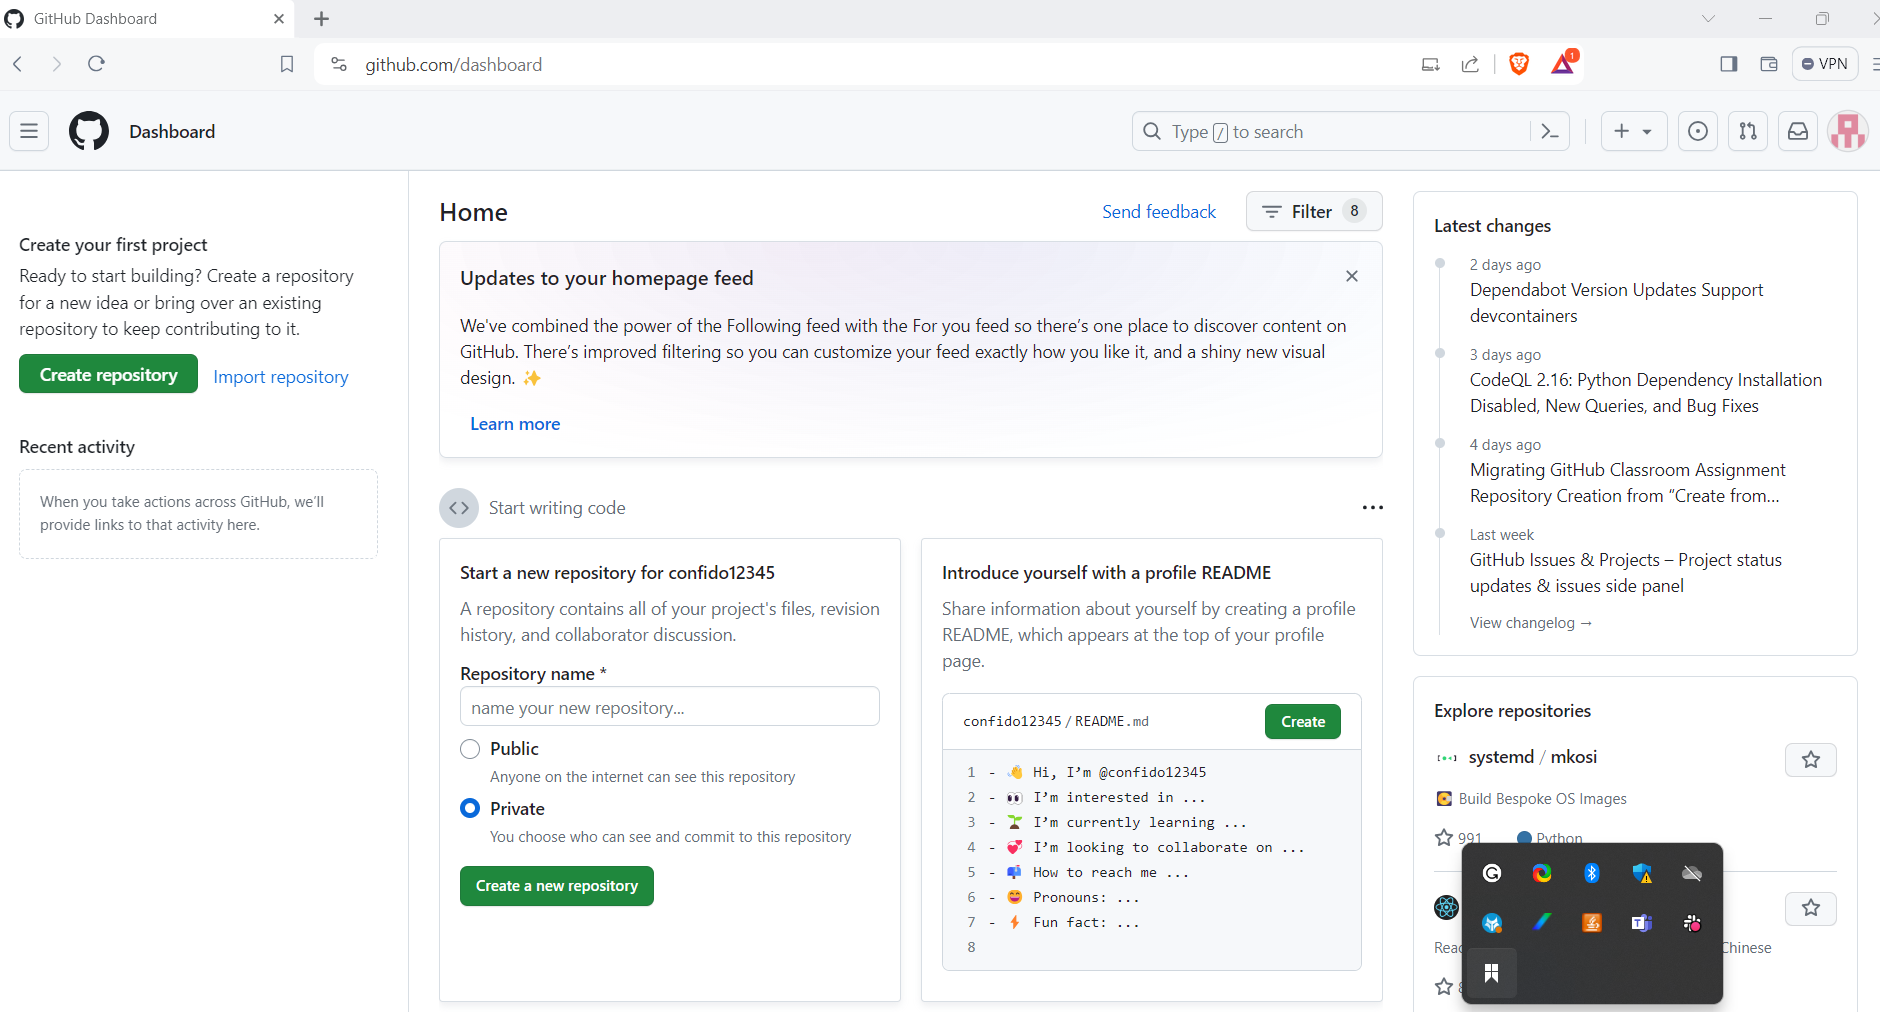 GitHub Dashboard
github.com/dashboard
1
VPN
Dashboard
Type / to search
Create your first project
Ready to start building? Create a repository
for a new idea or bring over an existing
repository to keep contributing to it.
Create repository
Import repository
Recent activity
When you take actions across GitHub, we’ll
provide links to that activity here.
Home
Send feedback
Filter 8
Updates to your homepage feed
We've combined the power of the Following feed with the For you feed so there’s one place to discover content on
GitHub. There’s improved filtering so you can customize your feed exactly how you like it, and a shiny new visual
design. ✨
Learn more
Start writing code
Start a new repository for confido12345
A repository contains all of your project's files, revision
history, and collaborator discussion.
Repository name *
name your new repository...
Public
Anyone on the internet can see this repository
Private
You choose who can see and commit to this repository
Create a new repository
Introduce yourself with a profile README
Share information about yourself by creating a profile
README, which appears at the top of your profile
page.
confido12345 / README.md
Create
1 - 👋 Hi, I’m @confido12345
2 - 👀 I’m interested in ...
3 - 🌱 I’m currently learning ...
4 - 💞️ I’m looking to collaborate on ...
5 - 📫 How to reach me ...
6 - 😄 Pronouns: ...
7 - ⚡ Fun fact: ...
8
Latest changes
2 days ago
Dependabot Version Updates Support
devcontainers
3 days ago
CodeQL 2.16: Python Dependency Installation
Disabled, New Queries, and Bug Fixes
4 days ago
Migrating GitHub Classroom Assignment
Repository Creation from “Create from...
Last week
GitHub Issues & Projects – Project status
updates & issues side panel
View changelog →
Explore repositories
systemd / mkosi
Build Bespoke OS Images
991
Python
Chinese